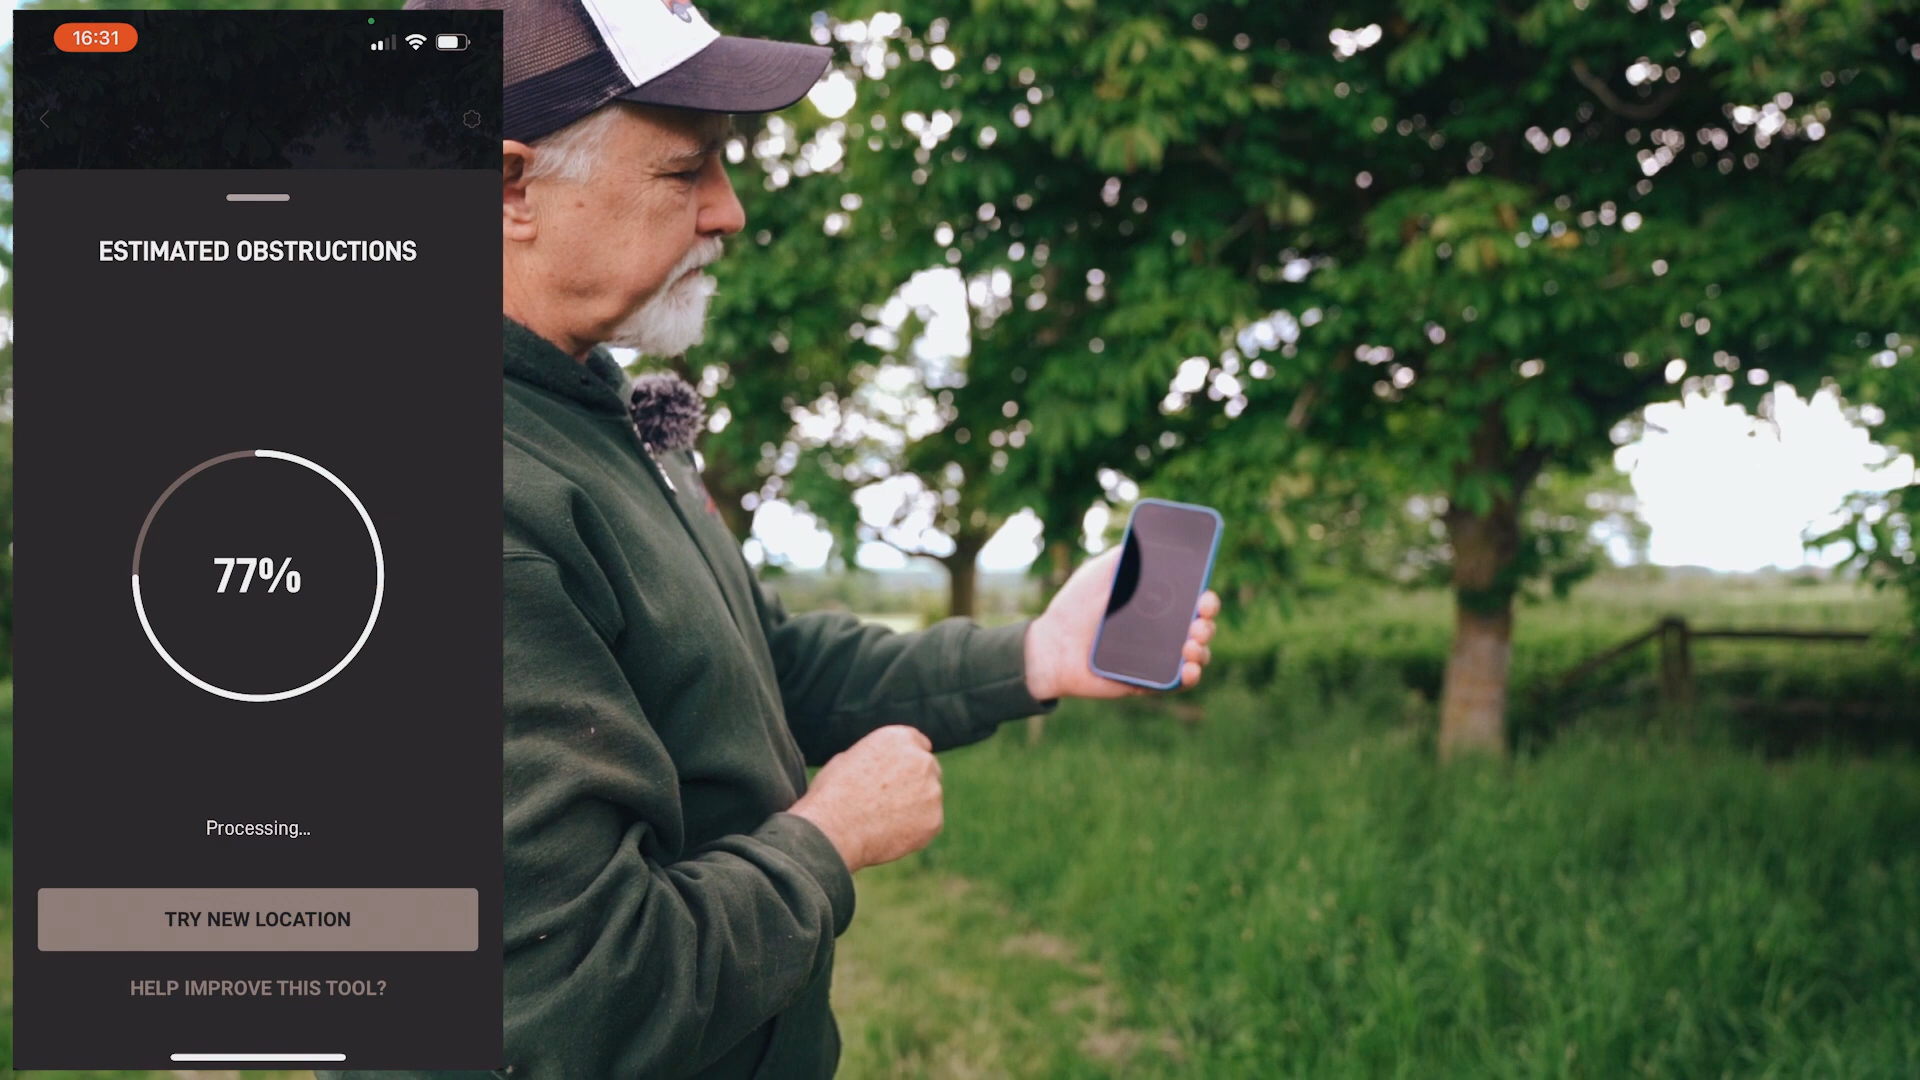 16:31
ESTIMATED OBSTRUCTIONS
77%
Processing...
TRY NEW LOCATION
HELP IMPROVE THIS TOOL?